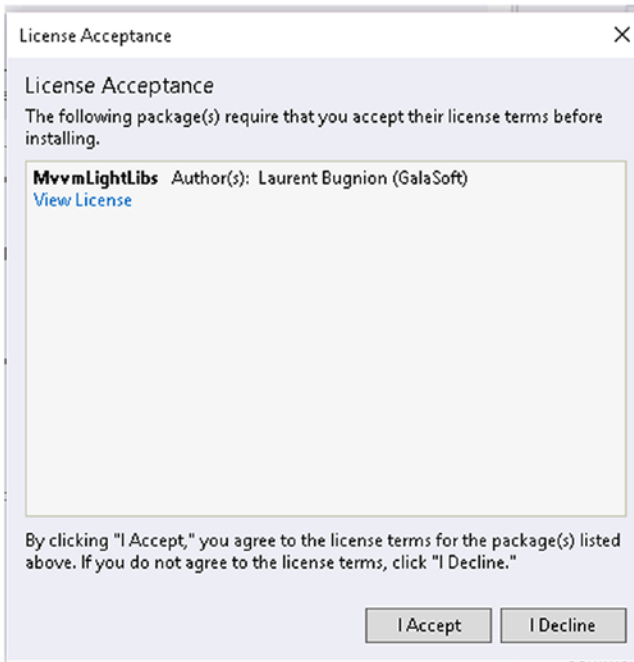 License Acceptance
License Acceptance
The following package(s) require that you accept their license terms before
installing.
MvvmLightLibs Author(s): Laurent Bugnion (GalaSoft)
View License
By clicking "I Accept," you agree to the license terms for the package(s) listed
above. If you do not agree to the license terms, click "I Decline."
I Accept
I Decline